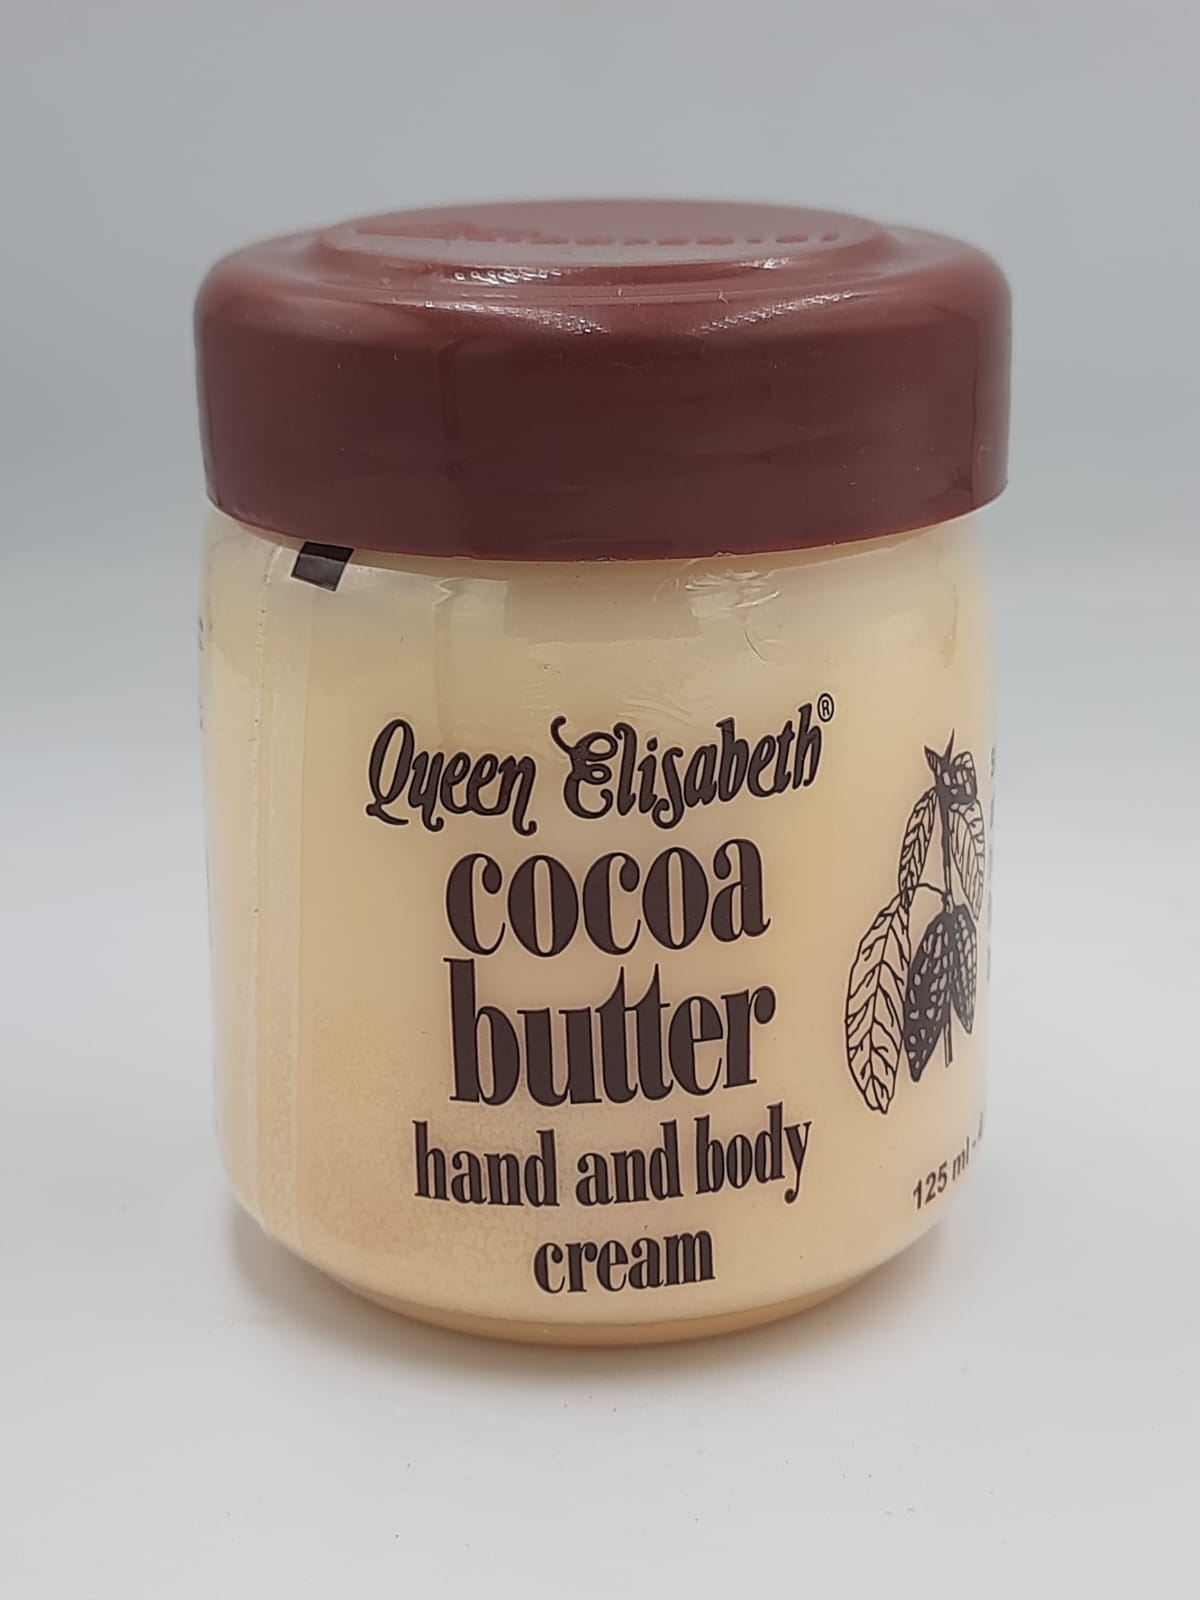 Queen Elisabeth®
cocoa
butter
hand and body
cream
125 ml -